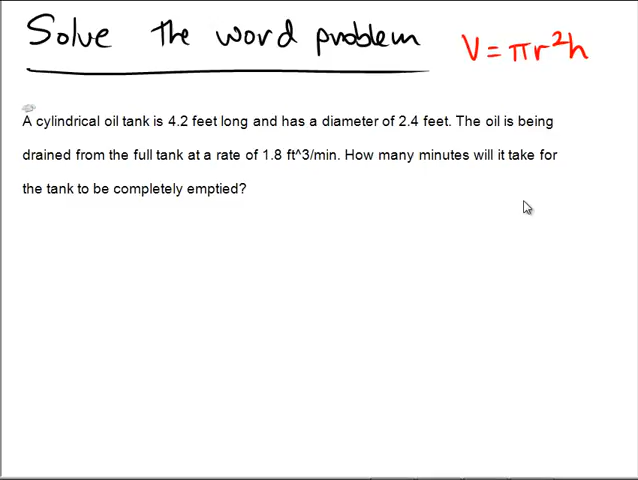 Solve the word problem
V = πr²h
A cylindrical oil tank is 4.2 feet long and has a diameter of 2.4 feet. The oil is being
drained from the full tank at a rate of 1.8 ft^3/min. How many minutes will it take for
the tank to be completely emptied?